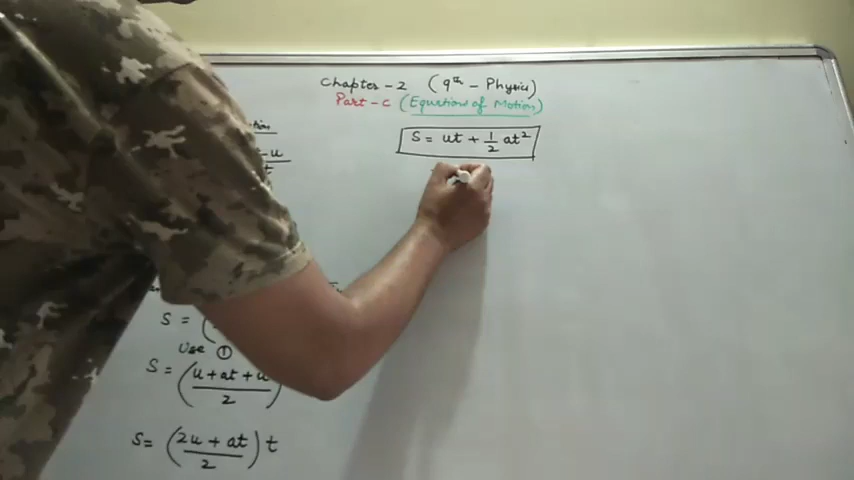 Chapter - 2 (9th - Physics)
Part - C (Equation of Motion)
S = ut + 1/2 at²
- u
t
S = (
Use ①
S = (u + at + u / 2)
S = (2u + at / 2) t